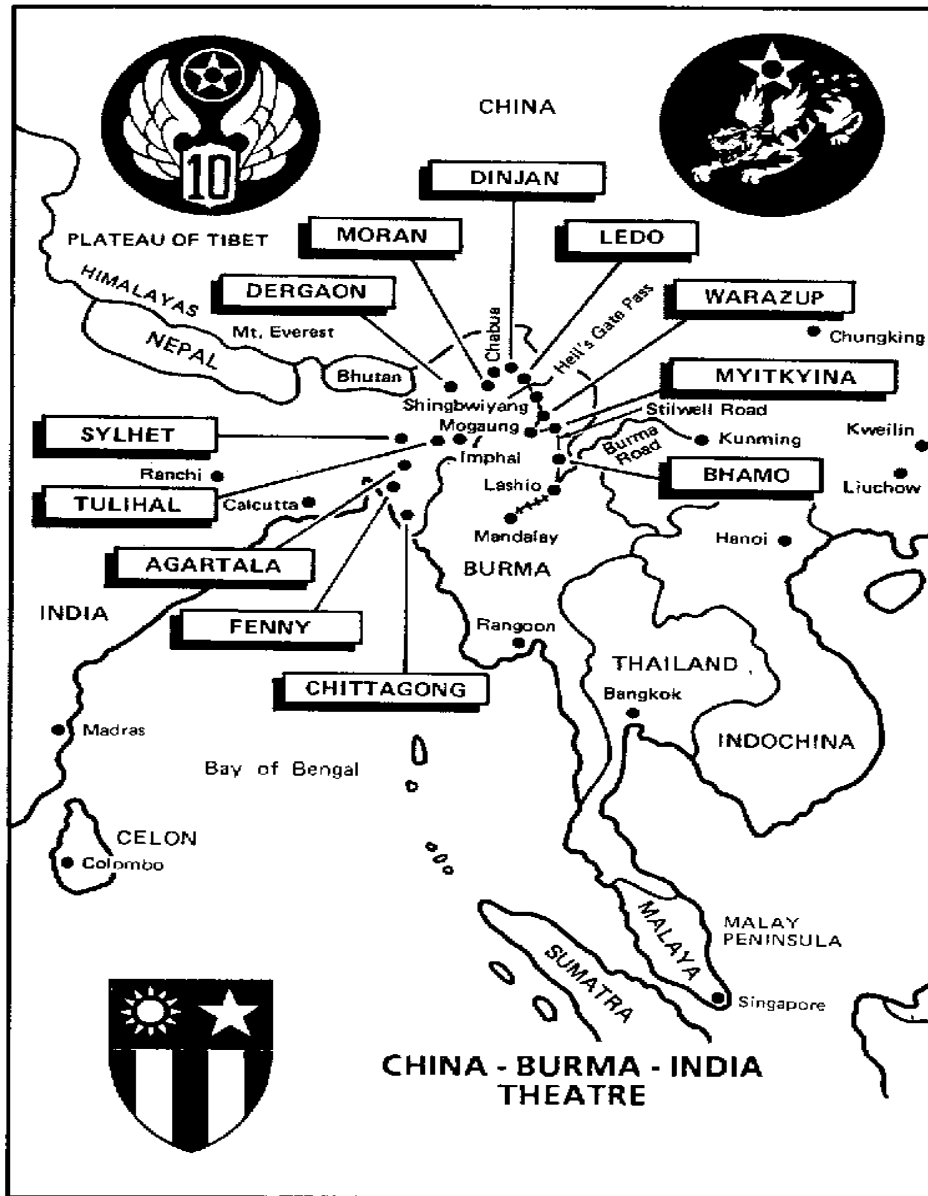 10
CHINA
DINJAN
MORAN
LEDO
PLATEAU OF TIBET
DERGAON
HIMALAYAS
WARAZUP
Mt. Everest
Chabua
Hell's Gate Pass
Chungking
NEPAL
Bhutan
MYITKYINA
Shingbwiyang
Stilwell Road
SYLHET
Mogaung
Burma
Road
Kunming
Kweilin
Imphal
Ranchi
BHAMO
TULIHAL
Lashio
Liuchow
Calcutta
Mandalay
Hanoi
AGARTALA
BURMA
INDIA
FENNY
Rangoon
THAILAND
CHITTAGONG
Bangkok
Madras
INDOCHINA
Bay of Bengal
CELON
Colombo
MALAYA
MALAY
PENINSULA
SUMATRA
Singapore
CHINA - BURMA - INDIA
THEATRE